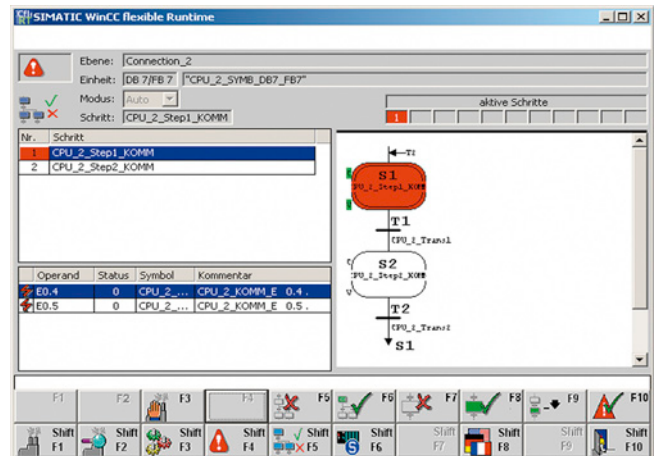 SIMATIC WinCC flexible Runtime
Ebene: Connection_2
Einheit: DB 7/FB 7 "CPU_2_SYMB_DB7_FB7"
Modus: Auto
Schritt: CPU_2_Step1_KOMM
aktive Schritte
1
Nr. Schritt
1 CPU_2_Step1_KOMM
2 CPU_2_Step2_KOMM
Operand Status Symbol Kommentar
E0.4 0 CPU_2_... CPU_2_KOMM_E 0.4.
E0.5 0 CPU_2_... CPU_2_KOMM_E 0.5.
T2
S1
T1
CPU_2_Trans1
S2
T2
CPU_2_Trans2
S1
F1 F2 F3 F4 F5 F6 F7 F8 F9 F10
Shift F1 Shift F2 Shift F3 Shift F4 Shift F5 Shift F6 Shift F7 Shift F8 Shift F9 Shift F10